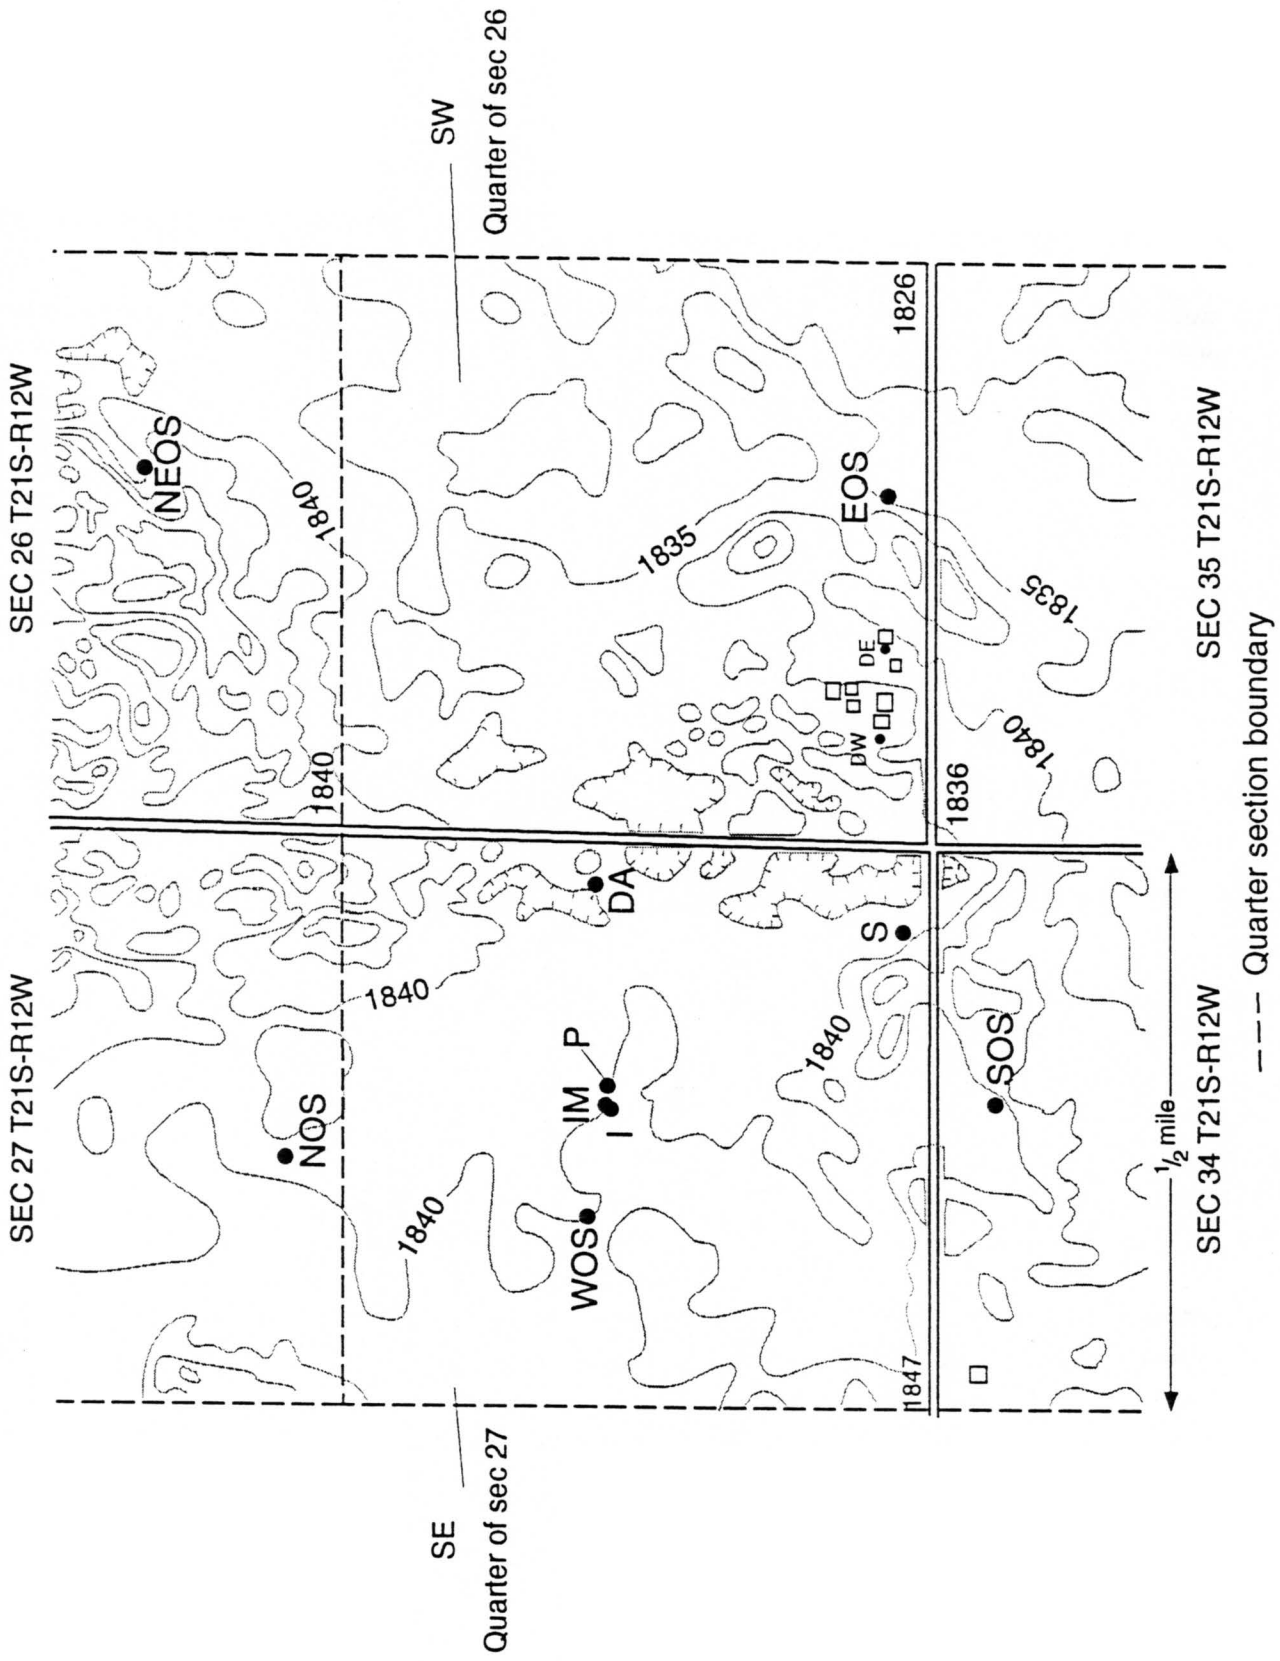 SEC 27 T21S-R12W
SEC 26 T21S-R12W
NEOS
NOS
1840
1840
1840
1840
SE
Quarter of sec 27
SW
Quarter of sec 26
WOS
IM
P
I
DA
1835
1840
S
DW
DE
EOS
1847
1836
1826
SOS
1840
1835
1/2 mile
SEC 34 T21S-R12W
SEC 35 T21S-R12W
Quarter section boundary